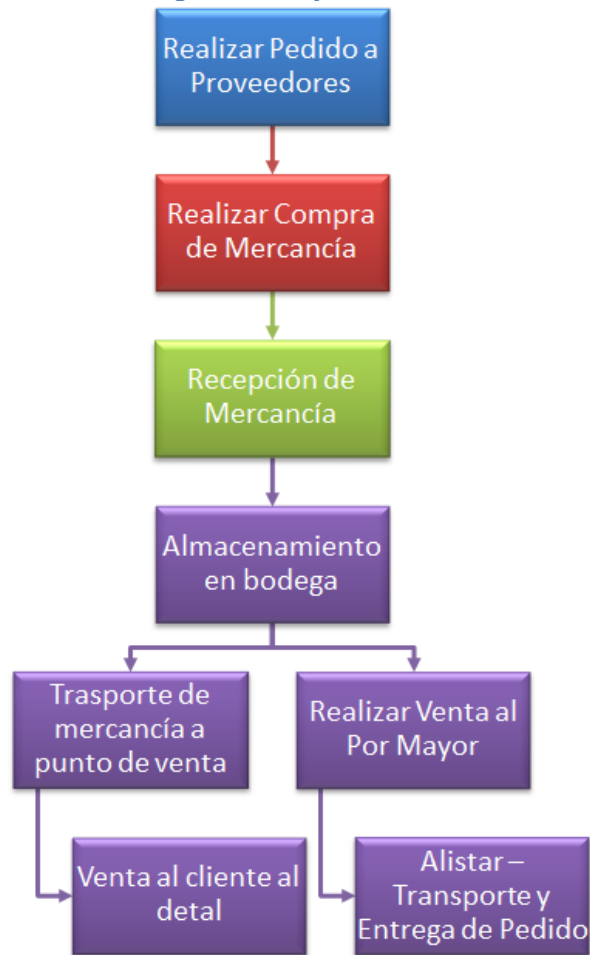 Realizar Pedido a
Proveedores
Realizar Compra
de Mercancía
Recepción de
Mercancía
Almacenamiento
en bodega
Trasporte de
mercancía a
punto de venta
Realizar Venta al
Por Mayor
Venta al cliente al
detal
Alistar –
Transporte y
Entrega de Pedido